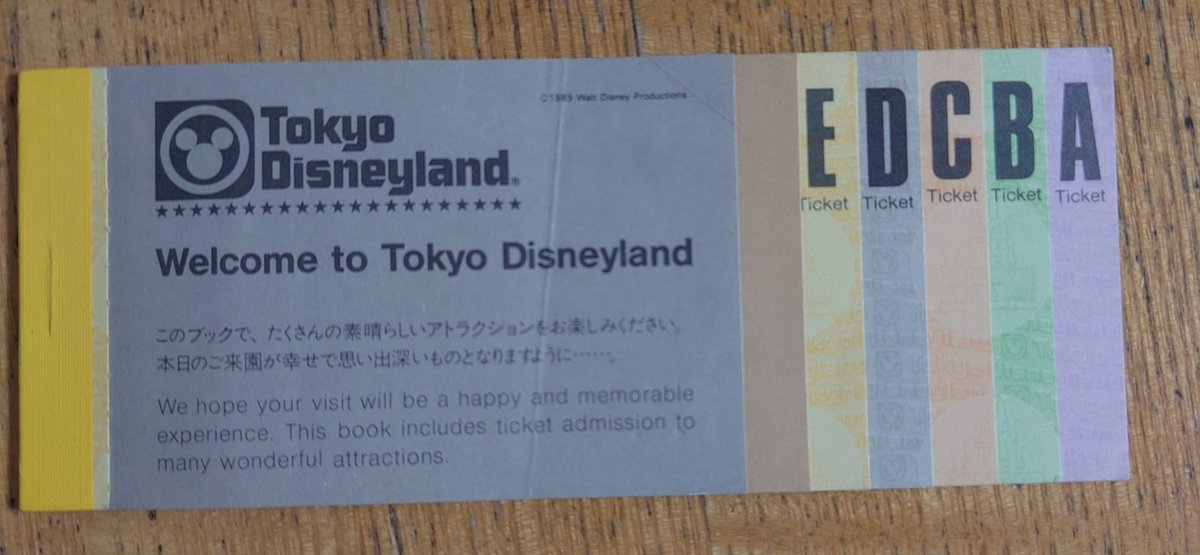 ©1985 Walt Disney Productions
Tokyo
Disneyland®
Welcome to Tokyo Disneyland
このブックで、たくさんの素晴らしいアトラクションをお楽しみください。
本日のご来園が幸せで思い出深いものとなりますように……。
We hope your visit will be a happy and memorable
experience. This book includes ticket admission to
many wonderful attractions.
E
Ticket
D
Ticket
C
Ticket
B
Ticket
A
Ticket